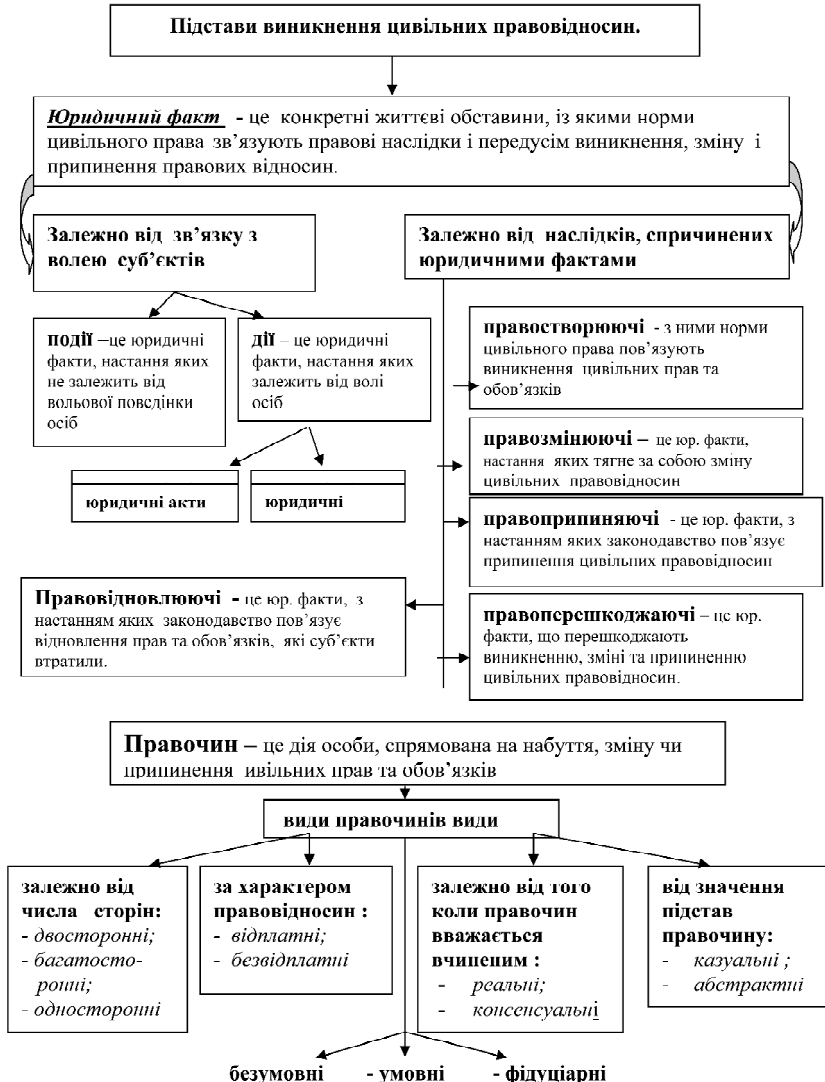 Підстави виникнення цивільних правовідносин.
Юридичний факт - це конкретні життєві обставини, із якими норми
цивільного права зв’язують правові наслідки і передусім виникнення, зміну і
припинення правових відносин.
Залежно від зв’язку з
волею суб’єктів
Залежно від наслідків, спричинених
юридичними фактами
події –це юридичні
факти, настання яких
не залежить від
вольової поведінки
осіб
дії – це юридичні
факти, настання яких
залежить від волі
осіб
юридичні акти
юридичні
правостворюючі - з ними норми
цивільного права пов’язують
виникнення цивільних прав та
обов’язків
правозмінюючі – це юр. факти,
настання яких тягне за собою зміну
цивільних правовідносин
правоприпиняючі - це юр. факти, з
настанням яких законодавство пов’язує
припинення цивільних правовідносин
Правовідновлюючі - це юр. факти, з
настанням яких законодавство пов’язує
відновлення прав та обов’язків, які суб’єкти
втратили.
правоперешкоджаючі – це юр.
факти, що перешкоджають
виникненню, зміні та припиненню
цивільних правовідносин.
Правочин – це дія особи, спрямована на набуття, зміну чи
припинення ивільних прав та обов’язків
види правочинів види
залежно від
числа сторін:
- двосторонні;
- багатосто-
ронні;
- односторонні
за характером
правовідносин :
- відплатні;
- безвідплатні
залежно від того
коли правочин
вважається
вчиненим :
- реальні;
- консенсуальні
від значення
підстав
правочину:
- казуальні ;
- абстрактні
безумовні - умовні - фідуціарні